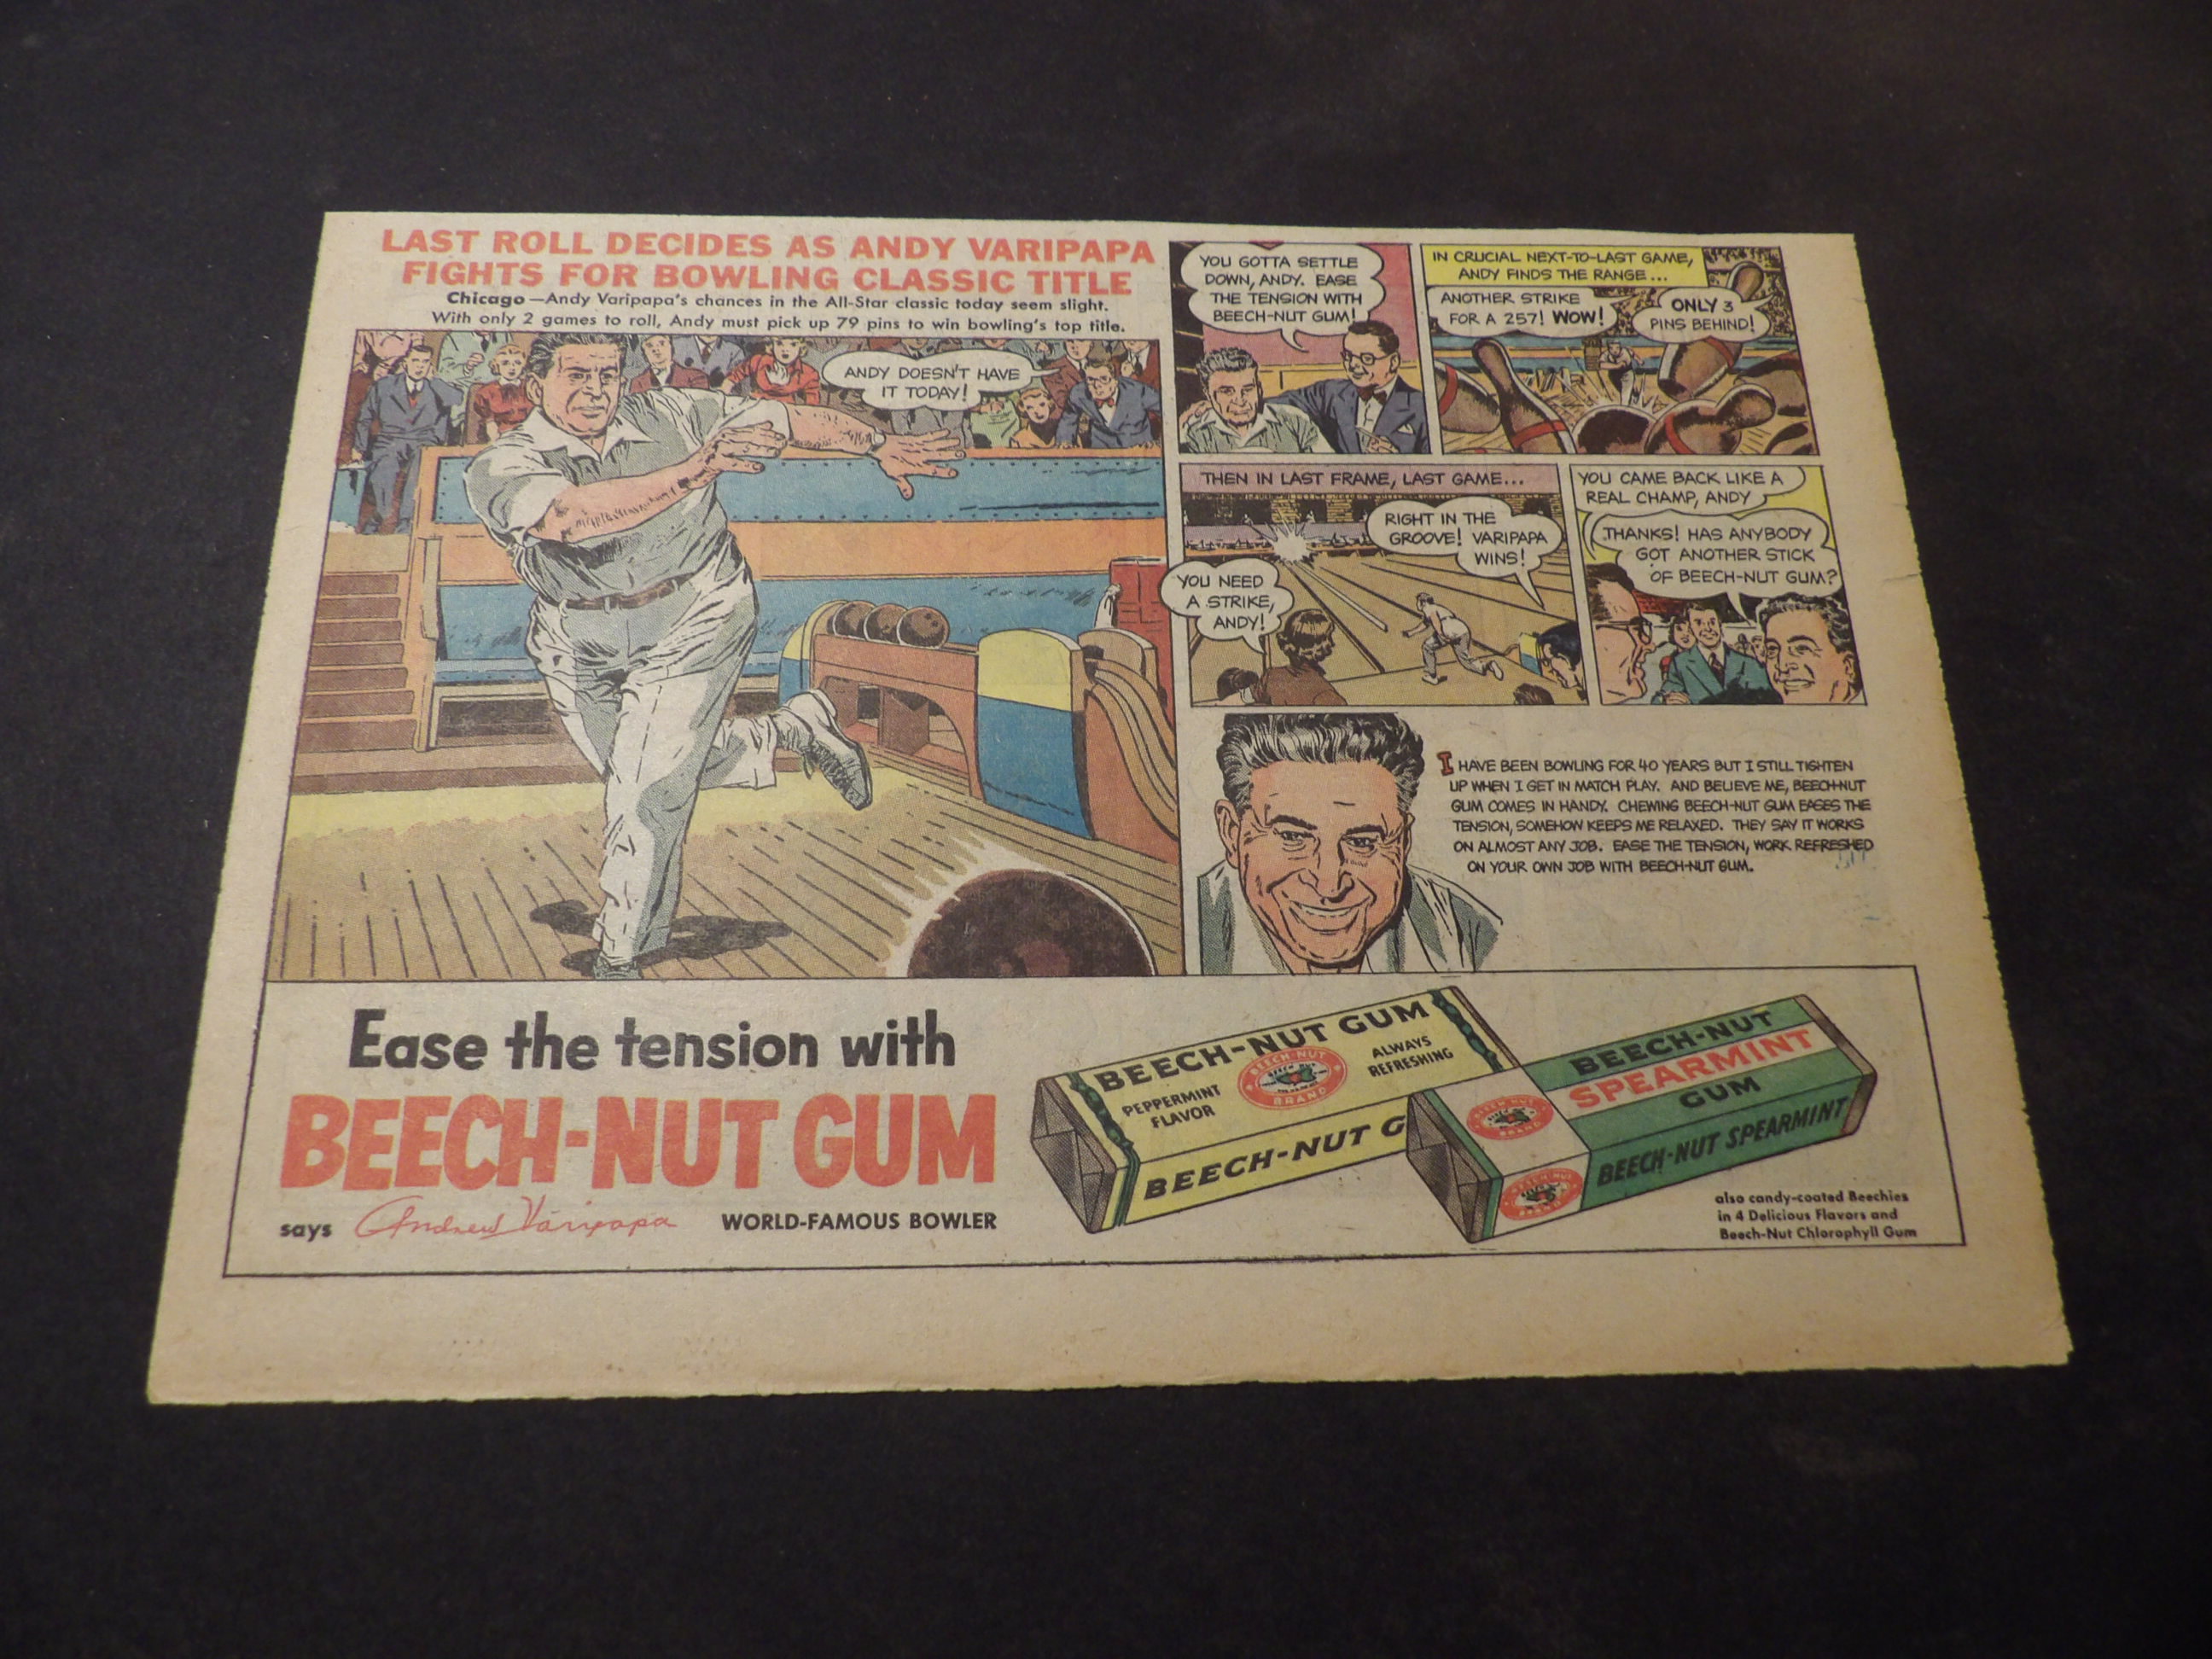 LAST ROLL DECIDES AS ANDY VARIPAPA
FIGHTS FOR BOWLING CLASSIC TITLE
Chicago—Andy Varipapa's chances in the All-Star classic today seem slight.
With only 2 games to roll, Andy must pick up 79 pins to win bowling's top title.
ANDY DOESN'T HAVE
IT TODAY!
YOU GOTTA SETTLE
DOWN, ANDY. EASE
THE TENSION WITH
BEECH-NUT GUM!
IN CRUCIAL NEXT-TO-LAST GAME,
ANDY FINDS THE RANGE...
ANOTHER STRIKE
FOR A 257! WOW!
ONLY 3
PINS BEHIND!
THEN IN LAST FRAME, LAST GAME...
YOU NEED
A STRIKE,
ANDY!
RIGHT IN THE
GROOVE! VARIPAPA
WINS!
YOU CAME BACK LIKE A
REAL CHAMP, ANDY
THANKS! HAS ANYBODY
GOT ANOTHER STICK
OF BEECH-NUT GUM?
I HAVE BEEN BOWLING FOR 40 YEARS BUT I STILL TIGHTEN
UP WHEN I GET IN MATCH PLAY. AND BELIEVE ME, BEECH-NUT
GUM COMES IN HANDY. CHEWING BEECH-NUT GUM EASES THE
TENSION, SOMEHOW KEEPS ME RELAXED. THEY SAY IT WORKS
ON ALMOST ANY JOB. EASE THE TENSION, WORK REFRESHED
ON YOUR OWN JOB WITH BEECH-NUT GUM.
Ease the tension with
BEECH-NUT GUM
says Andrew Varipapa WORLD-FAMOUS BOWLER
BEECH-NUT GUM
PEPPERMINT
FLAVOR
BEECH-NUT
BRAND
ALWAYS
REFRESHING
BEECH-NUT G
BEECH-NUT
SPEARMINT
GUM
BEECH-NUT SPEARMINT
BEECH-NUT
BRAND
BEECH-NUT
BRAND
also candy-coated Beechies
in 4 Delicious Flavors and
Beech-Nut Chlorophyll Gum